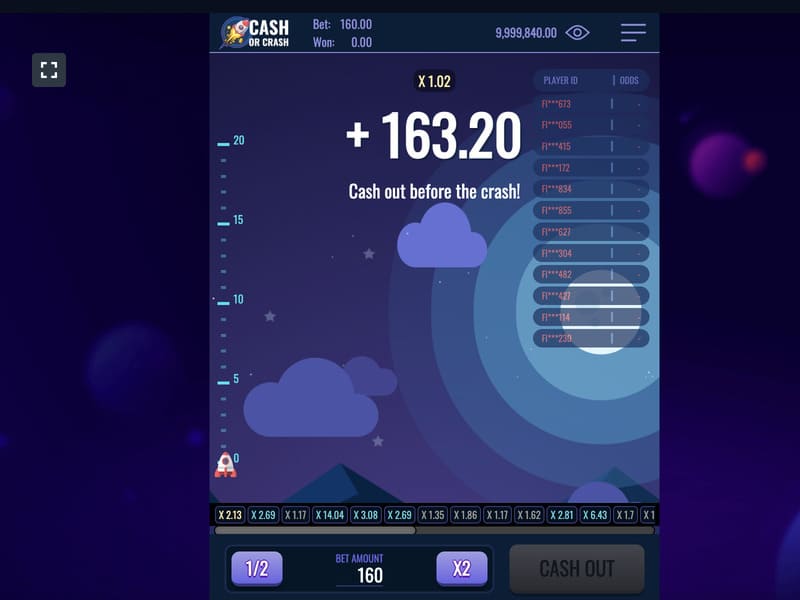 CASH
OR CRASH
Bet: 160.00
Won: 0.00
9,999,840.00
X 1.02
+ 163.20
Cash out before the crash!
PLAYER ID | ODDS
FI***673 | -
FI***055 | -
FI***415 | -
FI***172 | -
FI***834 | -
FI***855 | -
FI***627 | -
FI***304 | -
FI***482 | -
FI***427 | -
FI***114 | -
FI***230 | -
20
15
10
5
0
X 2.13 X 2.69 X 1.17 X 14.04 X 3.08 X 2.69 X 1.35 X 1.86 X 1.17 X 1.62 X 2.81 X 6.43 X 1.7 X 1
1/2
BET AMOUNT
160
X2
CASH OUT